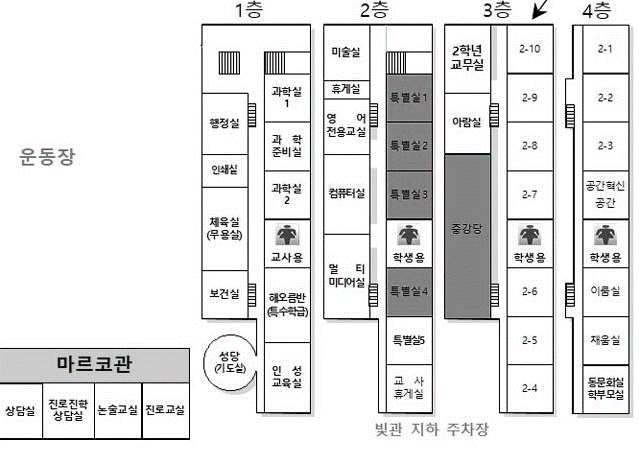 1층
2층
3층
4층
행정실
인쇄실
체육실
(무용실)
보건실
성당
(기도실)
과학실
1
과 학
준비실
과학실
2
교사용
해오름반
(특수학급)
인 성
교육실
미술실
휴게실
영 어
전용교실
컴퓨터실
멀 티
미디어실
특별실1
특별실2
특별실3
학생용
특별실4
특별실5
교 사
휴게실
2학년
교무실
아람실
중강당
2-10
2-9
2-8
2-7
학생용
2-6
2-5
2-4
2-1
2-2
2-3
공간혁신
공간
학생용
이룸실
채움실
동문회실
학부모실
운동장
마르코관
상담실
진로진학
상담실
논술교실
진로교실
빛관 지하 주차장